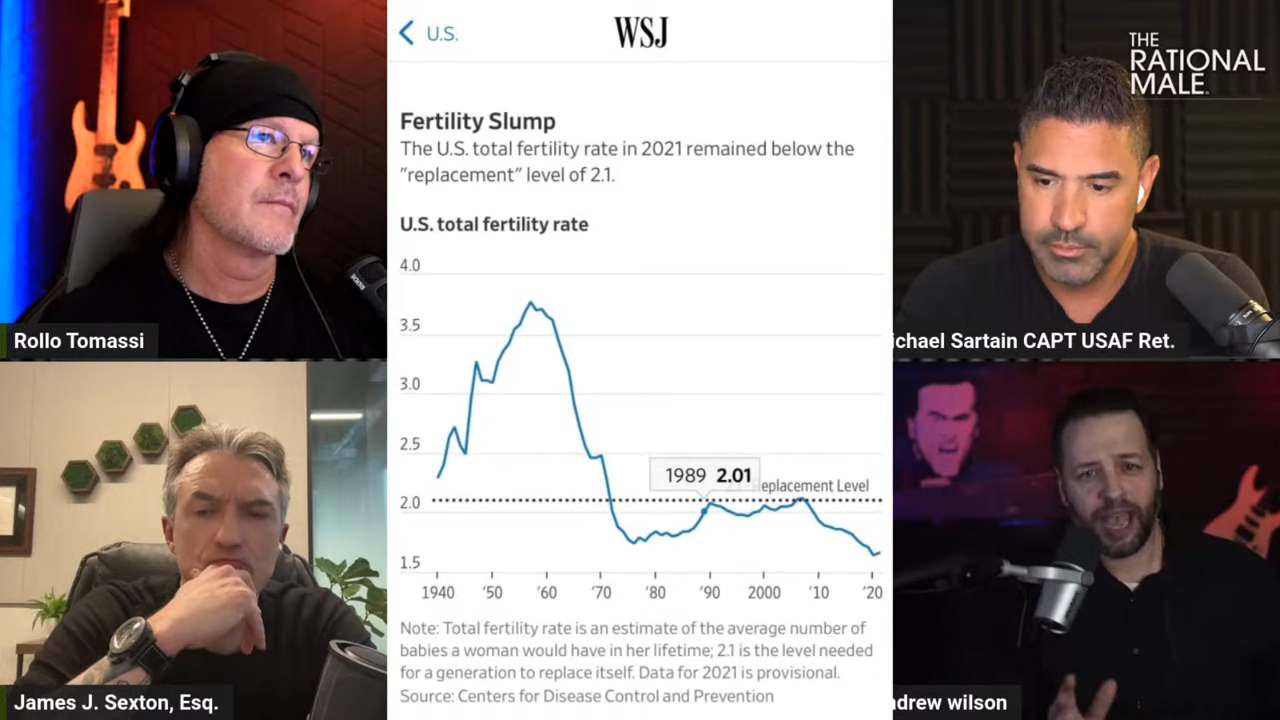 U.S.
WSJ
THE
RATIONAL
MALE
Fertility Slump
The U.S. total fertility rate in 2021 remained below the
"replacement" level of 2.1.
U.S. total fertility rate
4.0
3.5
3.0
2.5
2.0
1.5
1989 2.01
eplacement Level
1940 '50 '60 '70 '80 '90 2000 '10 '20
Note: Total fertility rate is an estimate of the average number of
babies a woman would have in her lifetime; 2.1 is the level needed
for a generation to replace itself. Data for 2021 is provisional.
Source: Centers for Disease Control and Prevention
Rollo Tomassi
ichael Sartain CAPT USAF Ret.
James J. Sexton, Esq.
ndrew wilson
RODE